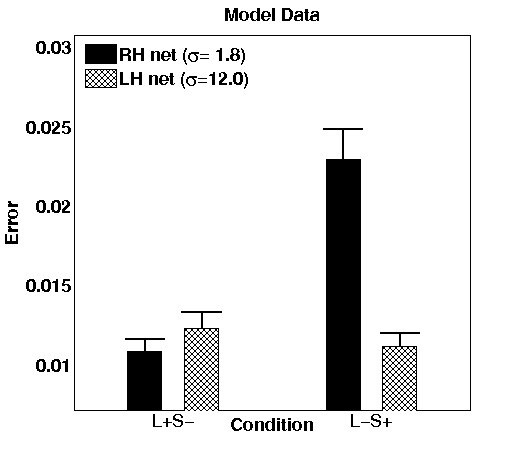 Model Data
0.03
0.025
0.02
0.015
0.01
Error
RH net (σ= 1.8)
LH net (σ=12.0)
L+S−
L−S+
Condition